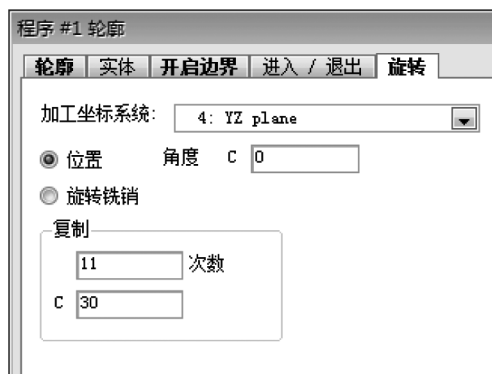 程序 #1 轮廓
轮廓 实体 开启边界 进入 / 退出 旋转
加工坐标系统: 4: YZ plane
位置 角度 C 0
旋转铣销
复制
11 次数
C 30